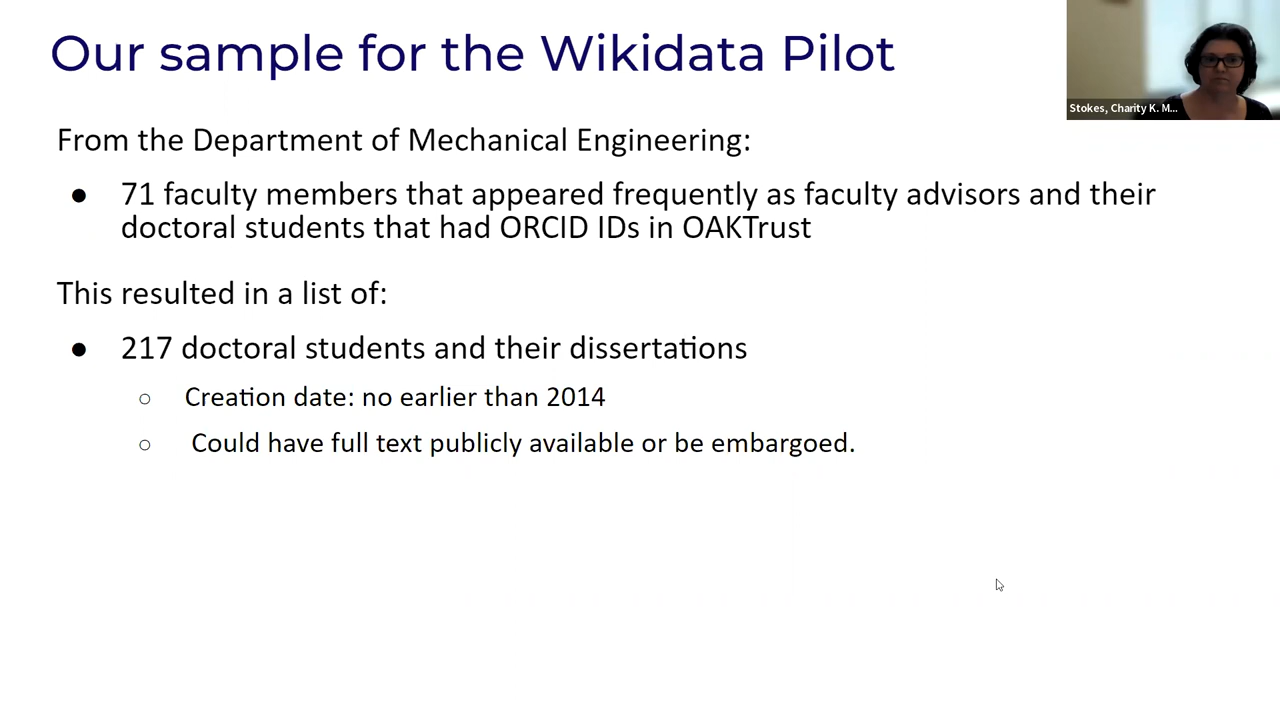 Our sample for the Wikidata Pilot
Stokes, Charity K. M...
From the Department of Mechanical Engineering:
● 71 faculty members that appeared frequently as faculty advisors and their
doctoral students that had ORCID IDs in OAKTrust
This resulted in a list of:
● 217 doctoral students and their dissertations
○ Creation date: no earlier than 2014
○ Could have full text publicly available or be embargoed.